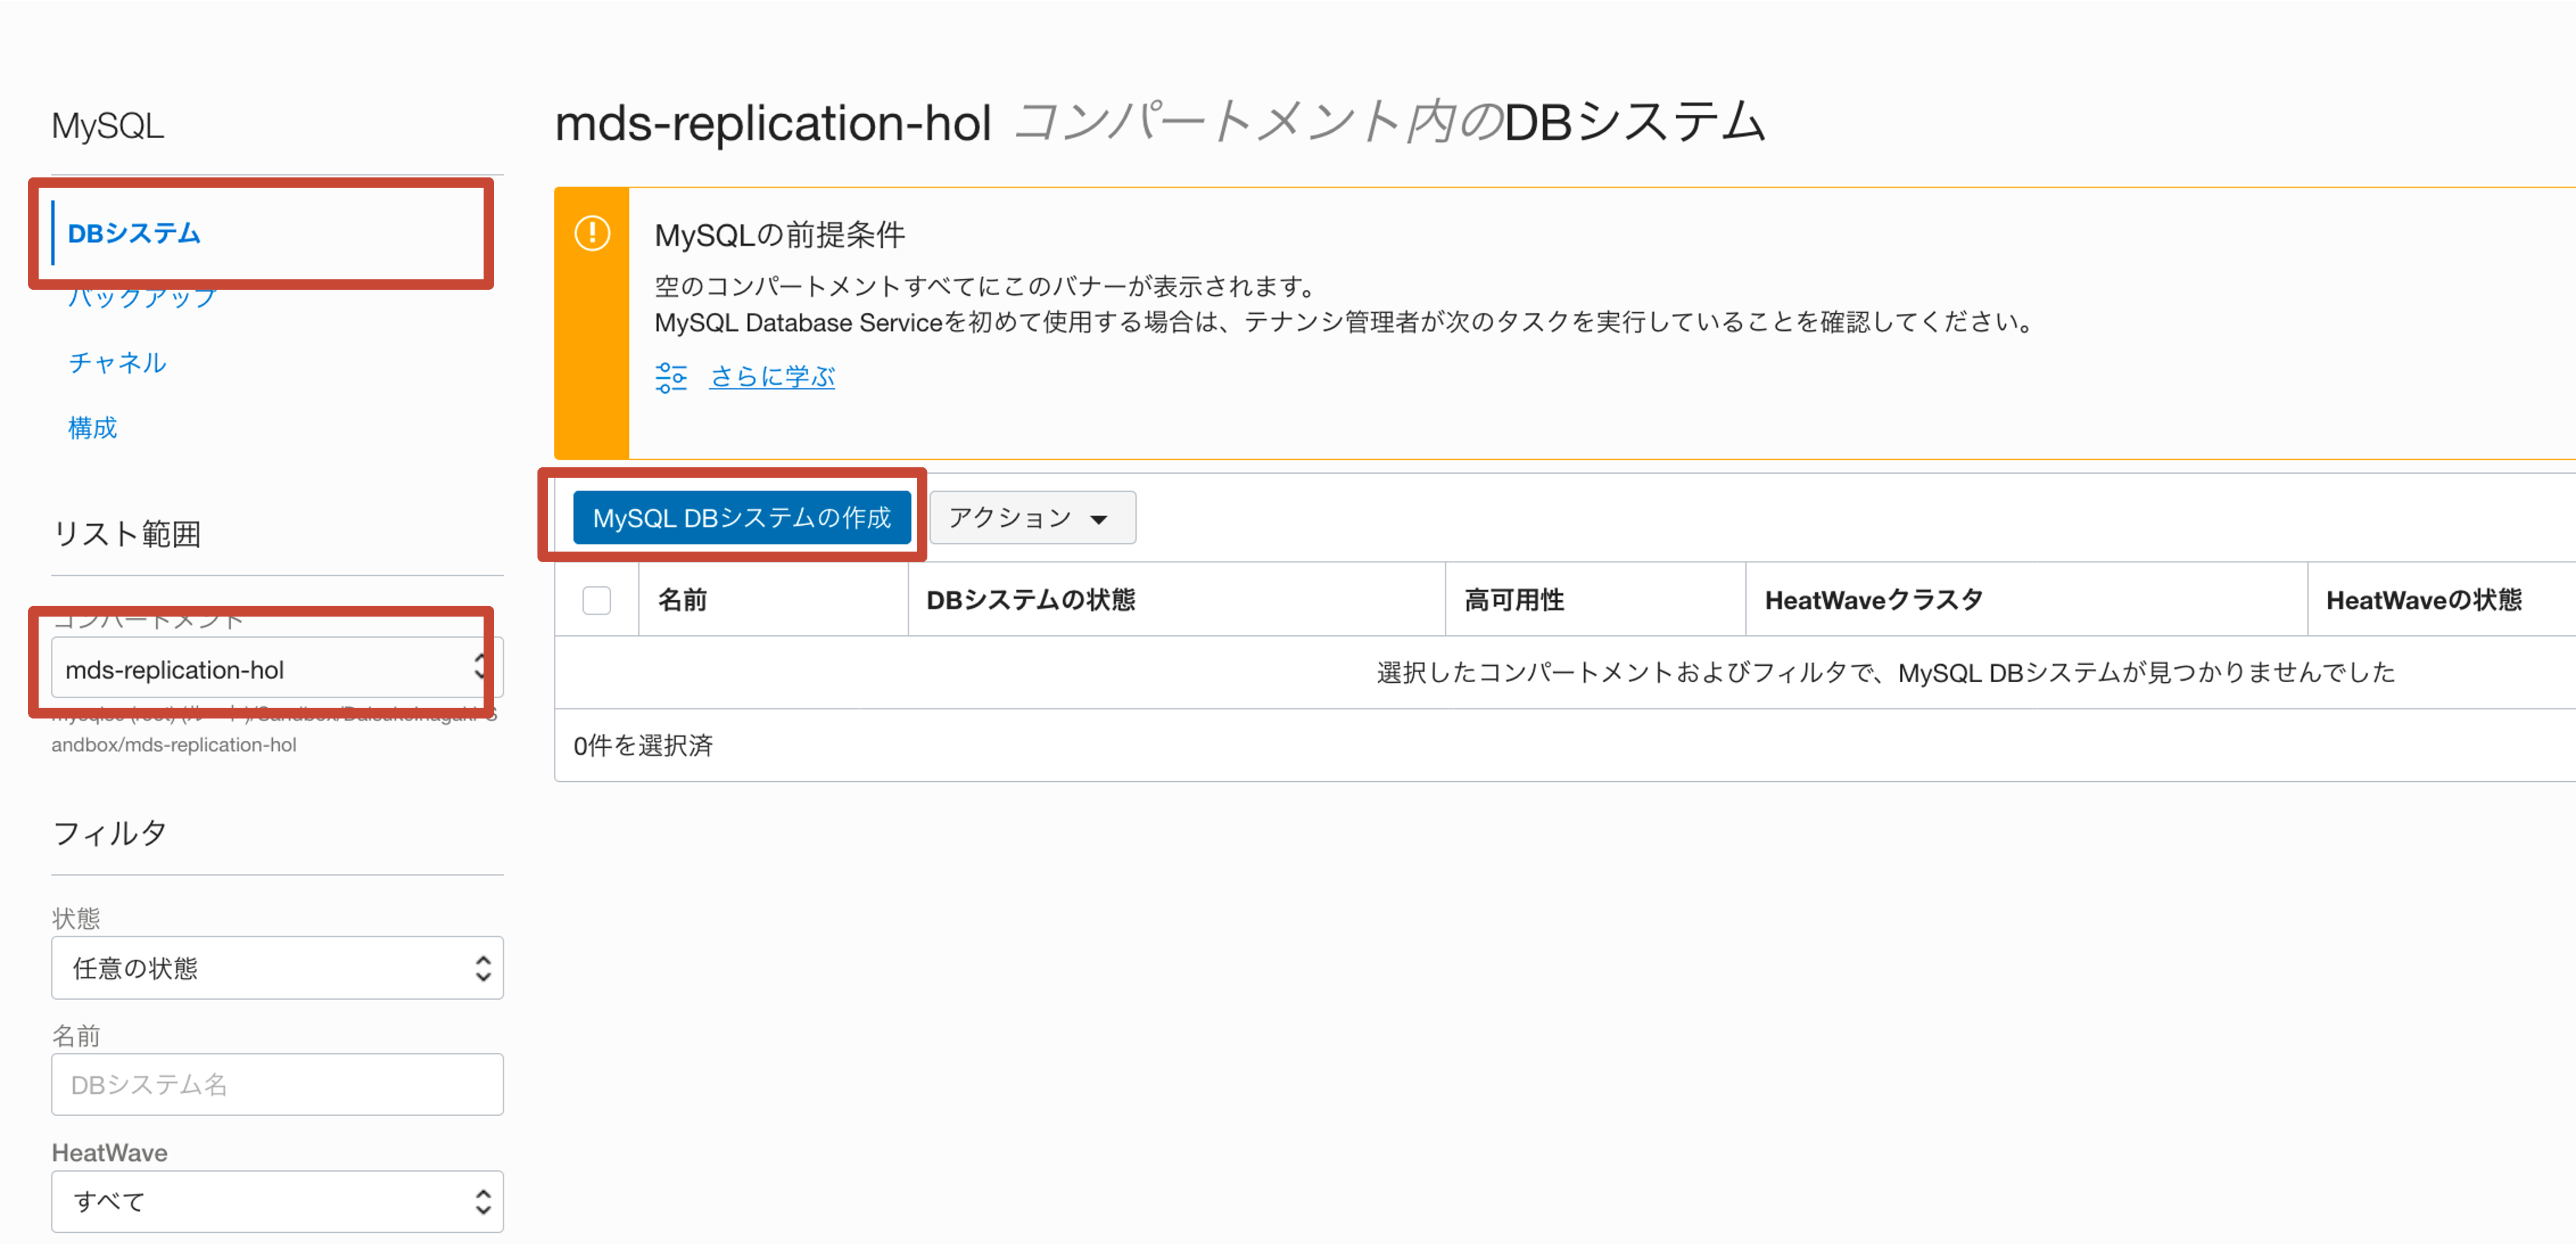 MySQL
DBシステム
バックアップ
チャネル
構成
リスト範囲
コンパートメント
mds-replication-hol
andbox/mds-replication-hol
フィルタ
状態
任意の状態
名前
DBシステム名
HeatWave
すべて
mds-replication-hol コンパートメント内のDBシステム
MySQLの前提条件
空のコンパートメントすべてにこのバナーが表示されます。
MySQL Database Serviceを初めて使用する場合は、テナンシ管理者が次のタスクを実行していることを確認してください。
さらに学ぶ
MySQL DBシステムの作成 アクション
名前 DBシステムの状態 高可用性 HeatWaveクラスタ HeatWaveの状態
選択したコンパートメントおよびフィルタで、MySQL DBシステムが見つかりませんでした
0件を選択済